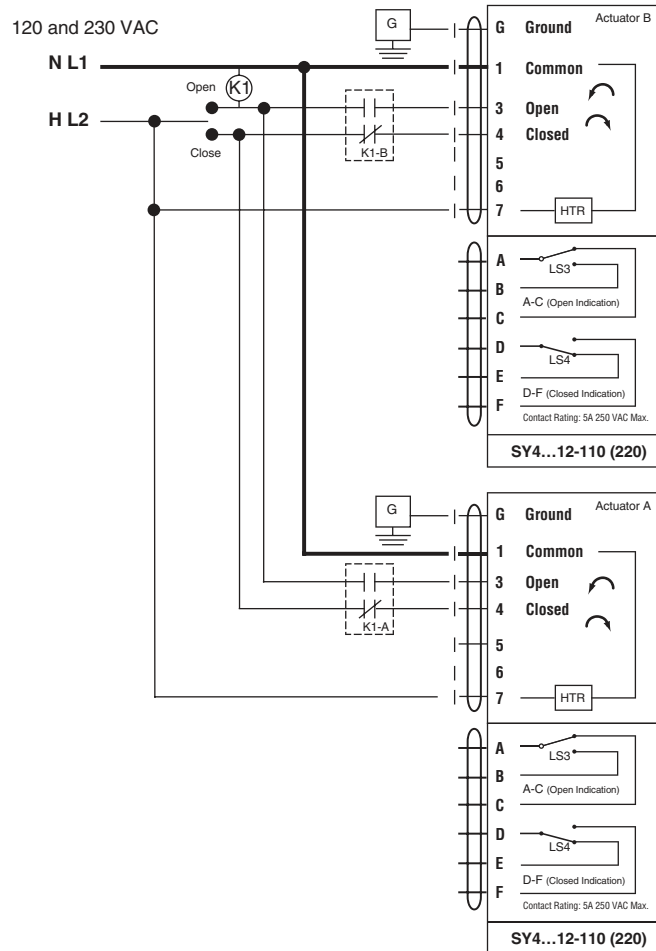 120 and 230 VAC
N L1
H L2
Open
K1
Close
K1-B
G
Actuator B
G Ground
1 Common
3 Open
4 Closed
5
6
7 HTR
A
LS3
B
A-C (Open Indication)
C
D
LS4
E
D-F (Closed Indication)
F
Contact Rating: 5A 250 VAC Max.
SY4…12-110 (220)
G
Actuator A
G Ground
1 Common
3 Open
4 Closed
K1-A
5
6
7 HTR
A
LS3
B
A-C (Open Indication)
C
D
LS4
E
D-F (Closed Indication)
F
Contact Rating: 5A 250 VAC Max.
SY4…12-110 (220)